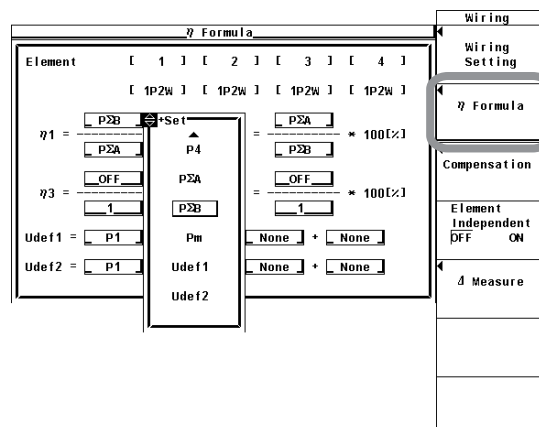 Wiring
η Formula
Wiring
Setting
Element [ 1 ] [ 2 ] [ 3 ] [ 4 ]
[ 1P2W ] [ 1P2W ] [ 1P2W ] [ 1P2W ]
η Formula
PΣB +Set PΣA
η1 = = * 100[%]
PΣA P4 PΣB
Compensation
PΣA
OFF OFF
η3 = = * 100[%]
1 PΣB 1
Element
Independent
OFF ON
Udef1 = P1 Pm None + None
Udef2 = P1 Udef1 None + None
Δ Measure
Udef2